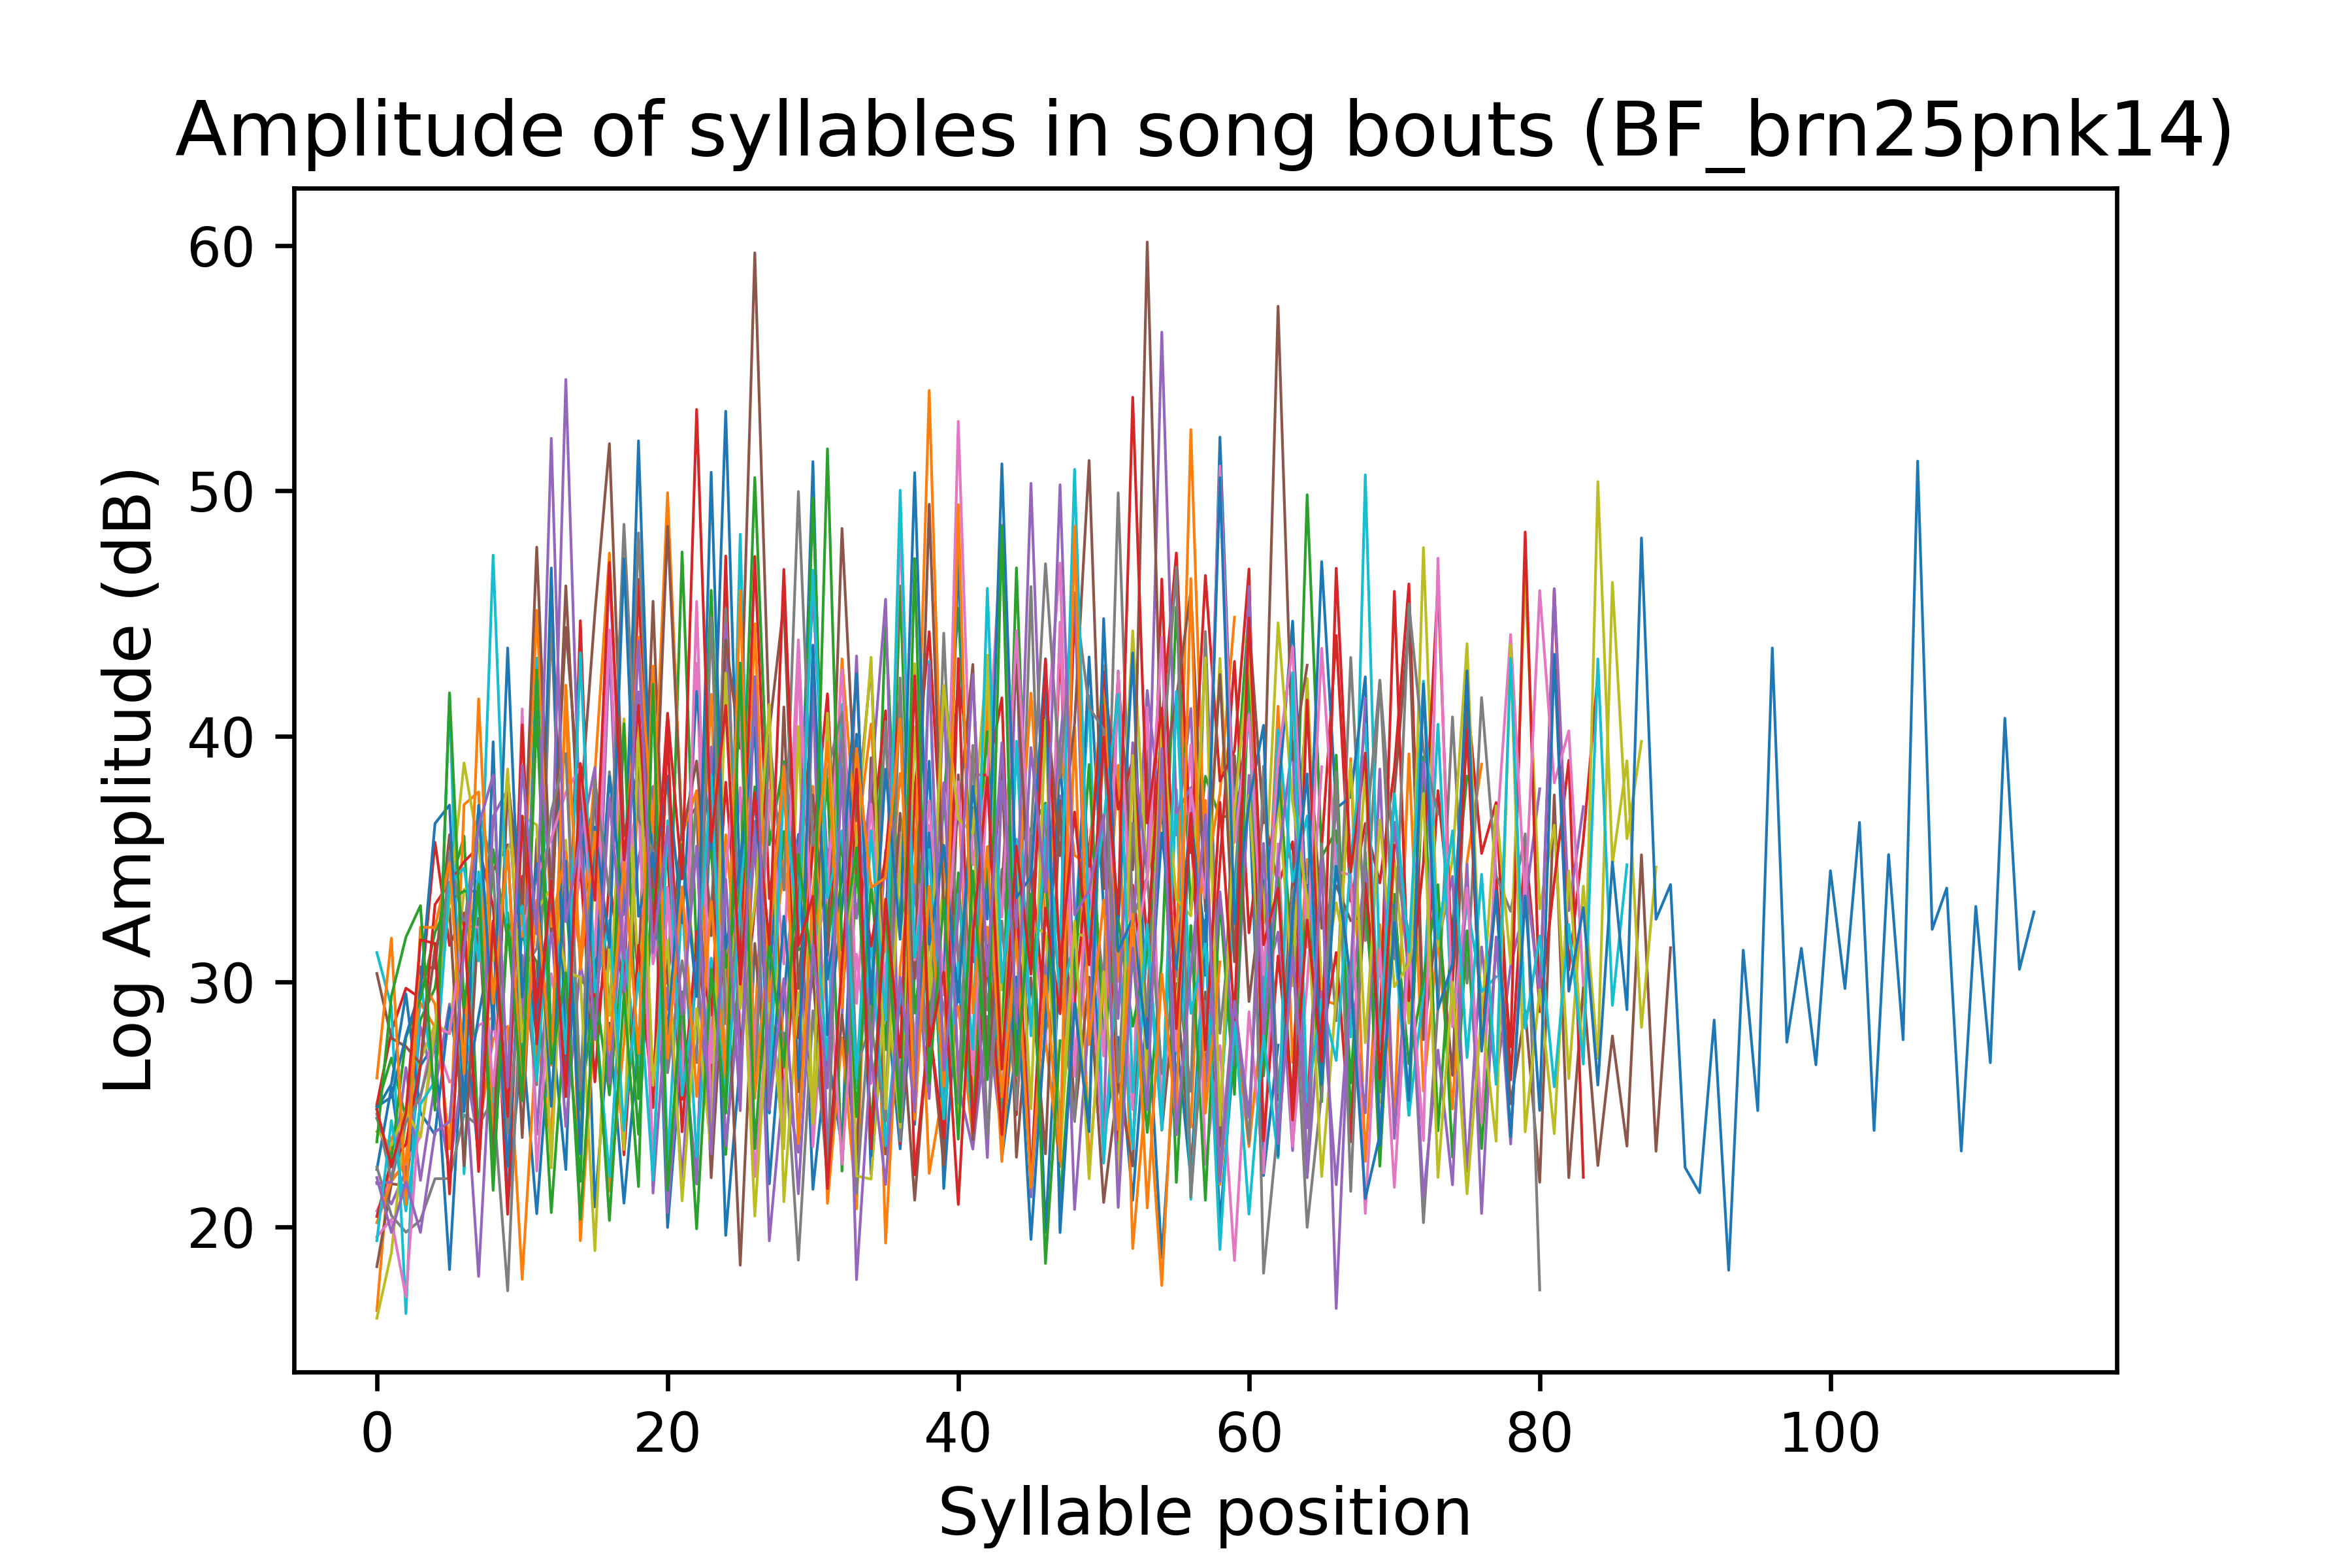 Amplitude of syllables in song bouts (BF_brn25pnk14)
60
50
40
30
20
Log Amplitude (dB)
0 20 40 60 80 100
Syllable position